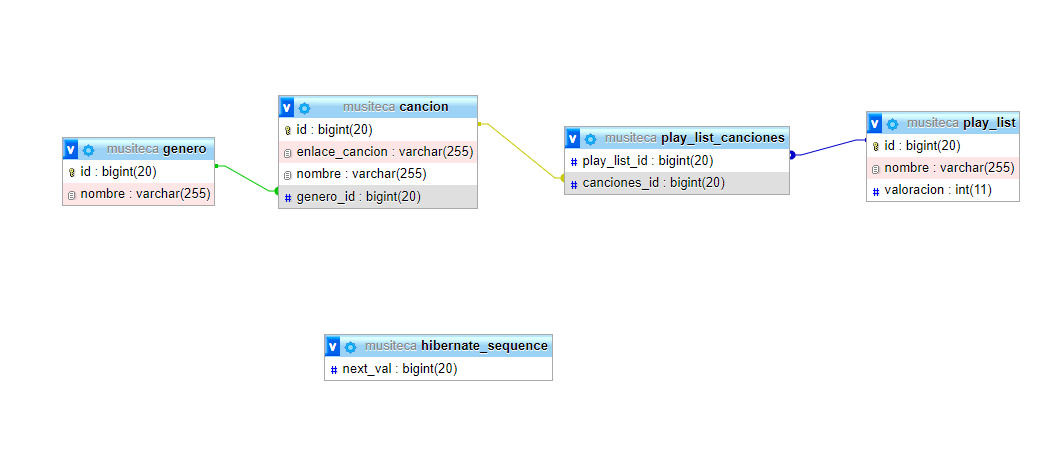 v musiteca genero
id : bigint(20)
nombre : varchar(255)
v musiteca cancion
id : bigint(20)
enlace_cancion : varchar(255)
nombre : varchar(255)
# genero_id : bigint(20)
v musiteca play_list_canciones
# play_list_id : bigint(20)
# canciones_id : bigint(20)
v musiteca play_list
id : bigint(20)
nombre : varchar(255)
# valoracion : int(11)
v musiteca hibernate_sequence
# next_val : bigint(20)